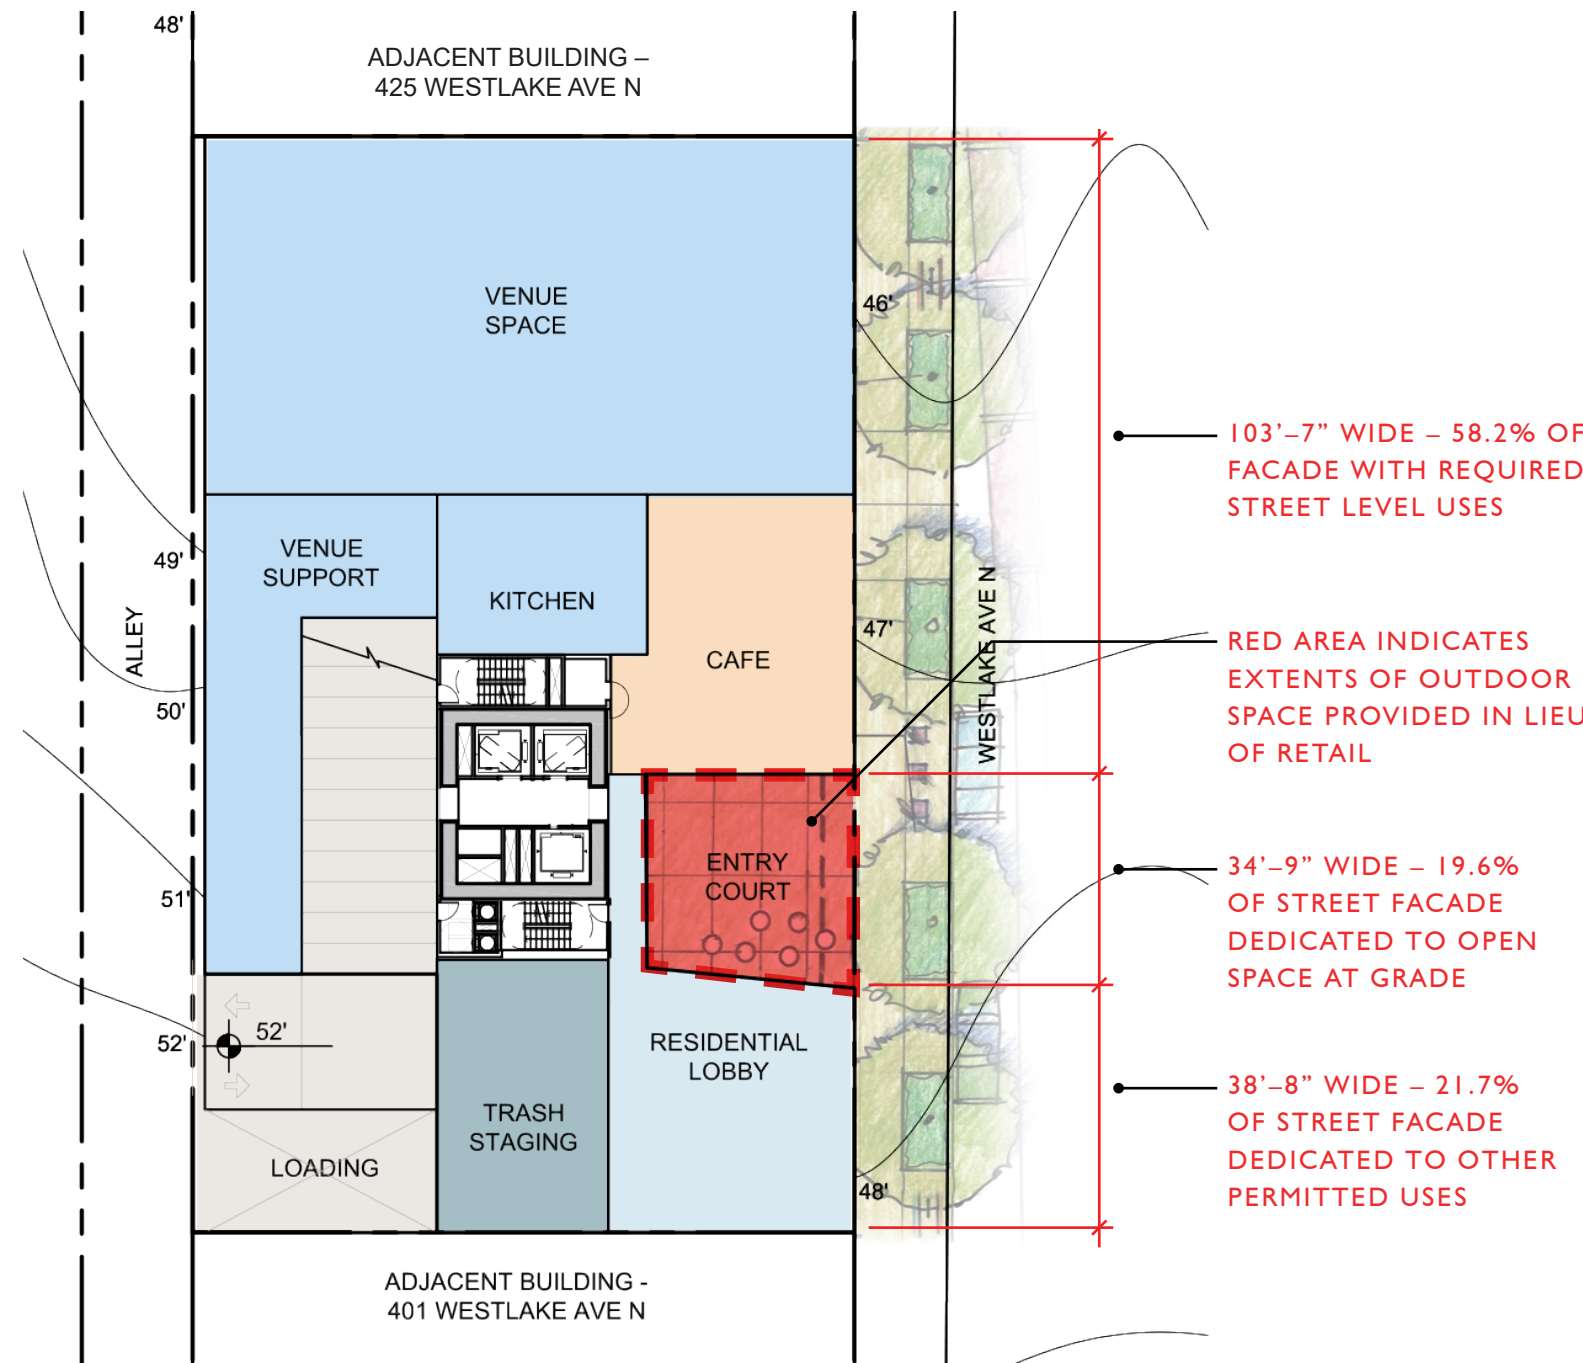 48'
ADJACENT BUILDING –
425 WESTLAKE AVE N
VENUE
SPACE
46'
103'–7” WIDE – 58.2% OF
FACADE WITH REQUIRED
STREET LEVEL USES
49'
VENUE
SUPPORT
KITCHEN
ALLEY
CAFE
47'
WESTLAKE AVE N
RED AREA INDICATES
EXTENTS OF OUTDOOR
SPACE PROVIDED IN LIEU
OF RETAIL
50'
ENTRY
COURT
51'
34’–9” WIDE – 19.6%
OF STREET FACADE
DEDICATED TO OPEN
SPACE AT GRADE
52'
52'
RESIDENTIAL
LOBBY
TRASH
STAGING
LOADING
48'
38’–8” WIDE – 21.7%
OF STREET FACADE
DEDICATED TO OTHER
PERMITTED USES
ADJACENT BUILDING -
401 WESTLAKE AVE N